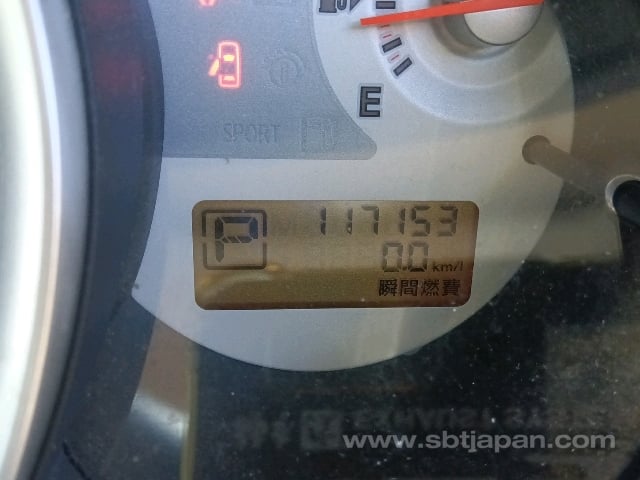 E
SPORT
P
117153
0.0 km/l
瞬間燃費
www.sbtjapan.com